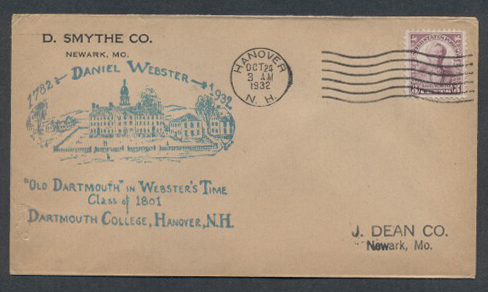 D. SMYTHE CO.
NEWARK, MO.
1782 DANIEL WEBSTER 1932
"OLD DARTMOUTH" IN WEBSTER'S TIME
Class of 1801
DARTMOUTH COLLEGE, HANOVER, N.H.
HANOVER
OCT 24
3 AM
1932
N. H.
J. DEAN CO.
Newark, Mo.